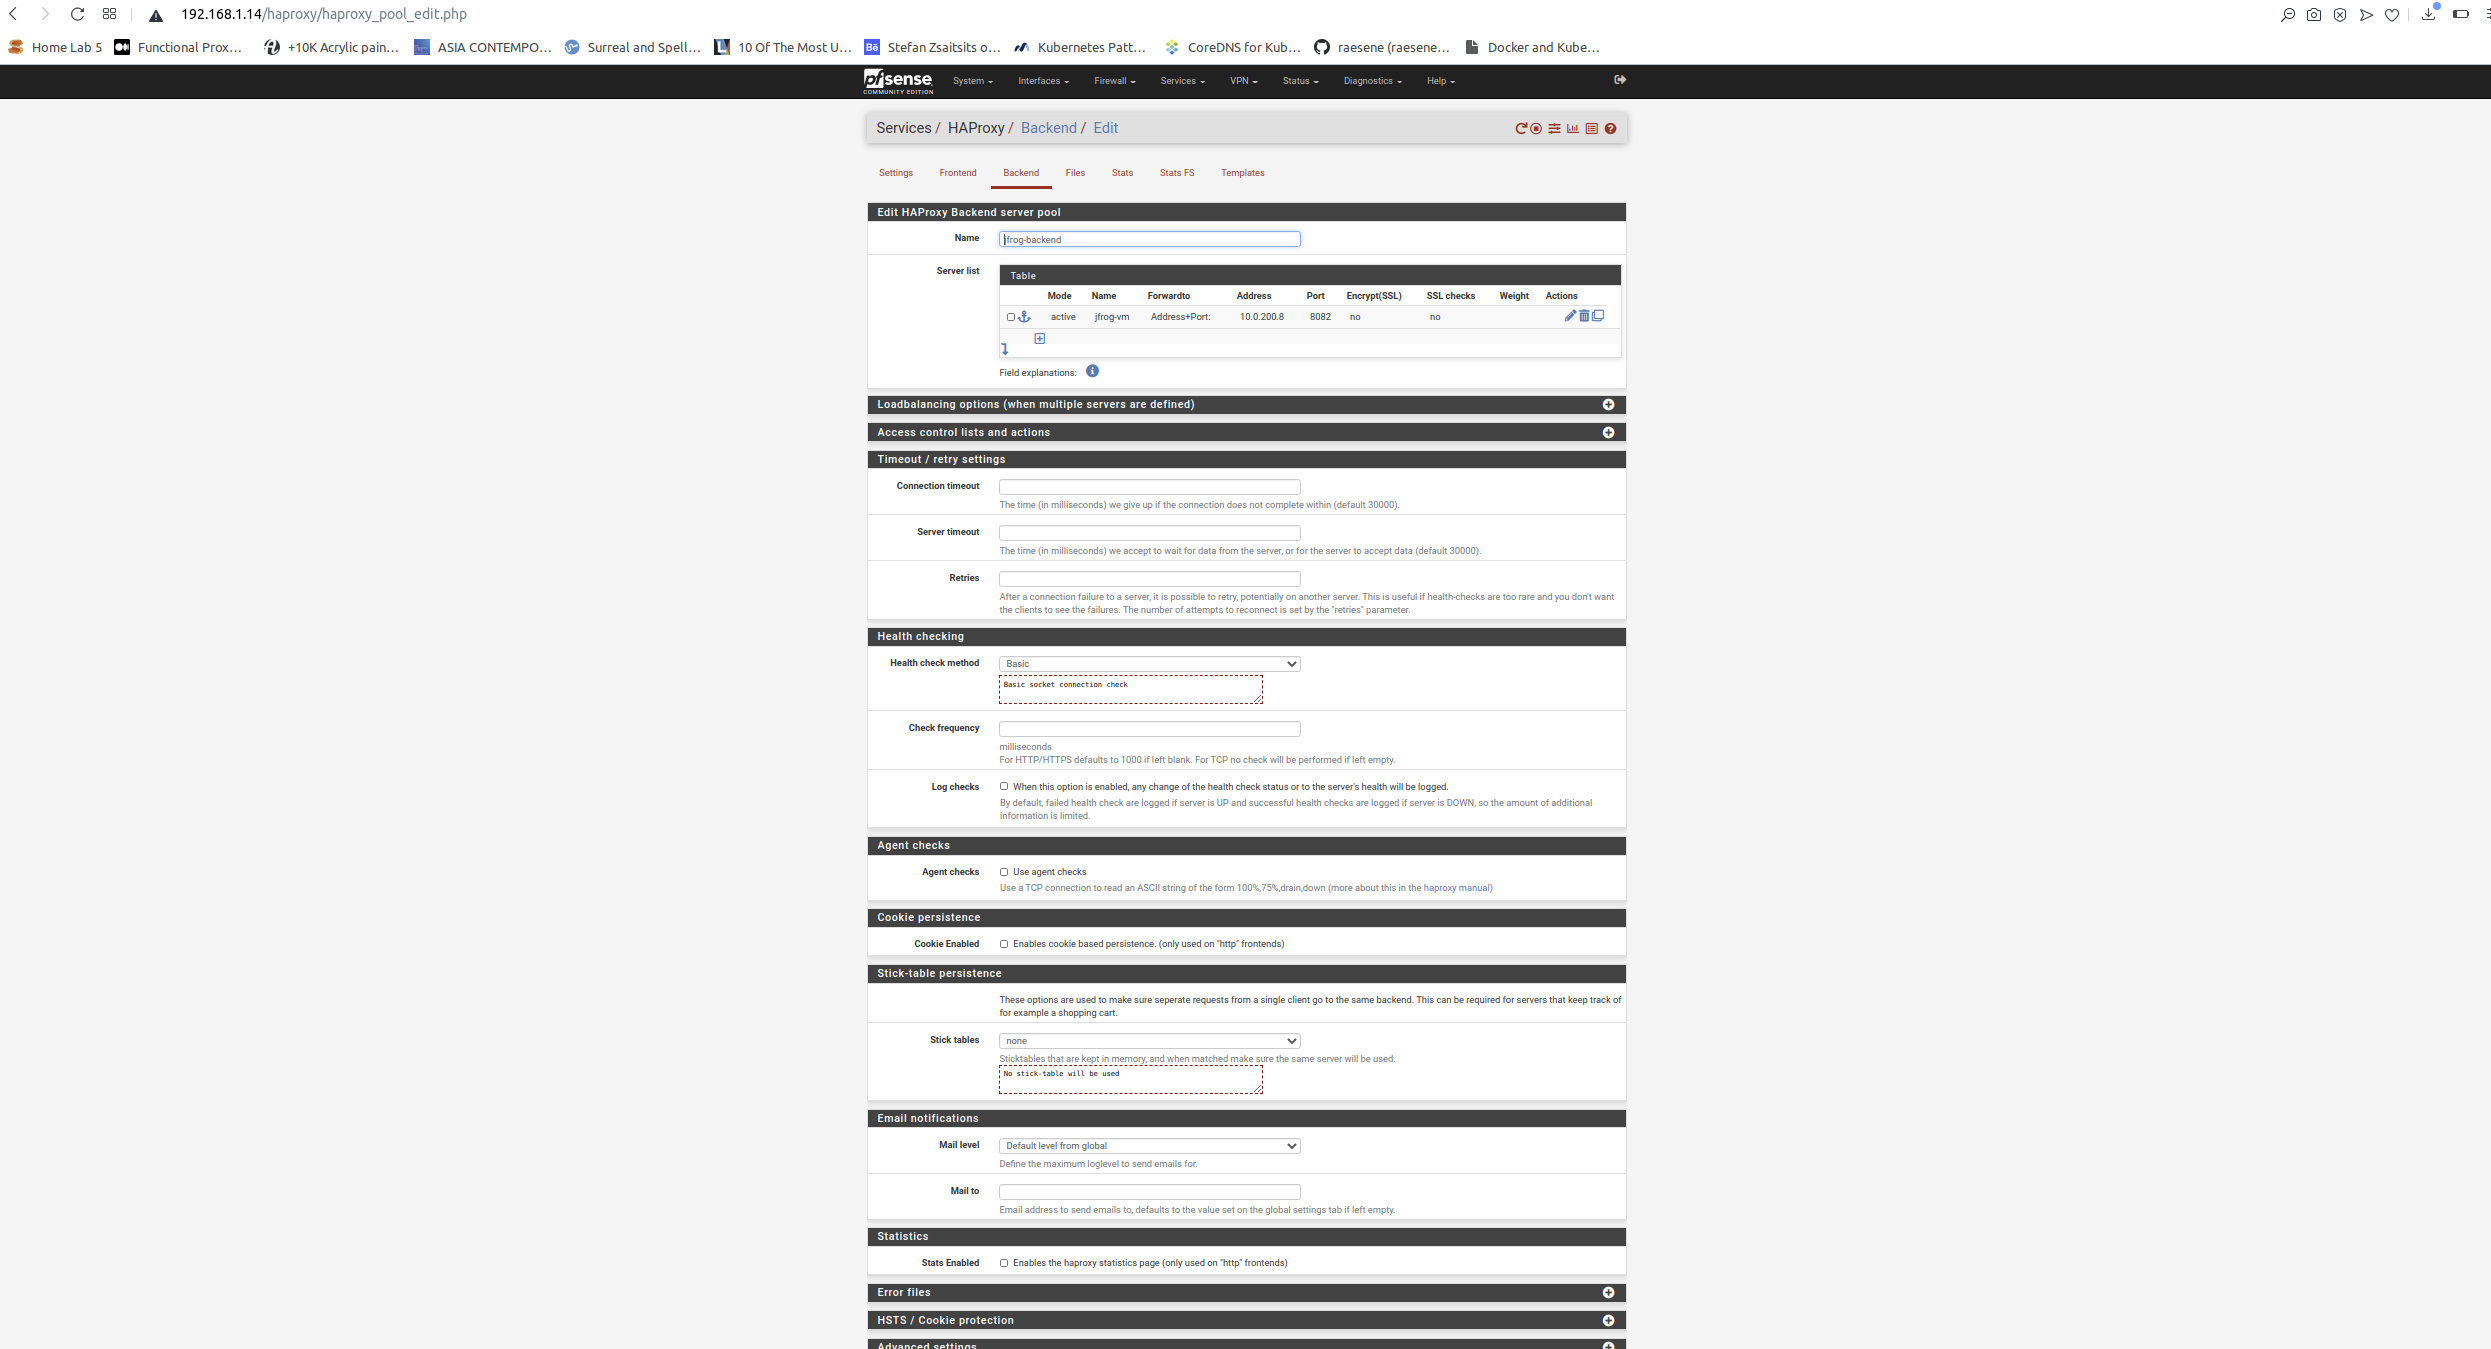 192.168.1.14/haproxy/haproxy_pool_edit.php
Home Lab 5 Functional Prox... +10K Acrylic pain... ASIA CONTEMPO... Surreal and Spell... 10 Of The Most U... Bē Stefan Zsaitsits o... Kubernetes Patt... CoreDNS for Kub... raesene (raesene... Docker and Kube...
pfsense COMMUNITY EDITION System Interfaces Firewall Services VPN Status Diagnostics Help
Services / HAProxy / Backend / Edit
Settings Frontend Backend Files Stats Stats FS Templates
Edit HAProxy Backend server pool
Name jfrog-backend
Server list Table
Mode Name Forwardto Address Port Encrypt(SSL) SSL checks Weight Actions
active jfrog-vm Address+Port: 10.0.200.8 8082 no no
Field explanations:
Loadbalancing options (when multiple servers are defined)
Access control lists and actions
Timeout / retry settings
Connection timeout
The time (in milliseconds) we give up if the connection does not complete within (default 30000).
Server timeout
The time (in milliseconds) we accept to wait for data from the server, or for the server to accept data (default 30000).
Retries
After a connection failure to a server, it is possible to retry, potentially on another server. This is useful if health-checks are too rare and you don't want
the clients to see the failures. The number of attempts to reconnect is set by the "retries" parameter.
Health checking
Health check method Basic
Basic socket connection check
Check frequency
milliseconds
For HTTP/HTTPS defaults to 1000 if left blank. For TCP no check will be performed if left empty.
Log checks When this option is enabled, any change of the health check status or to the server's health will be logged.
By default, failed health check are logged if server is UP and successful health checks are logged if server is DOWN, so the amount of additional
information is limited.
Agent checks
Agent checks Use agent checks
Use a TCP connection to read an ASCII string of the form 100%,75%,drain,down (more about this in the haproxy manual)
Cookie persistence
Cookie Enabled Enables cookie based persistence. (only used on "http" frontends)
Stick-table persistence
These options are used to make sure seperate requests from a single client go to the same backend. This can be required for servers that keep track of
for example a shopping cart.
Stick tables none
Sticktables that are kept in memory, and when matched make sure the same server will be used.
No stick-table will be used
Email notifications
Mail level Default level from global
Define the maximum loglevel to send emails for.
Mail to
Email address to send emails to, defaults to the value set on the global settings tab if left empty.
Statistics
Stats Enabled Enables the haproxy statistics page (only used on "http" frontends)
Error files
HSTS / Cookie protection
Advanced settings